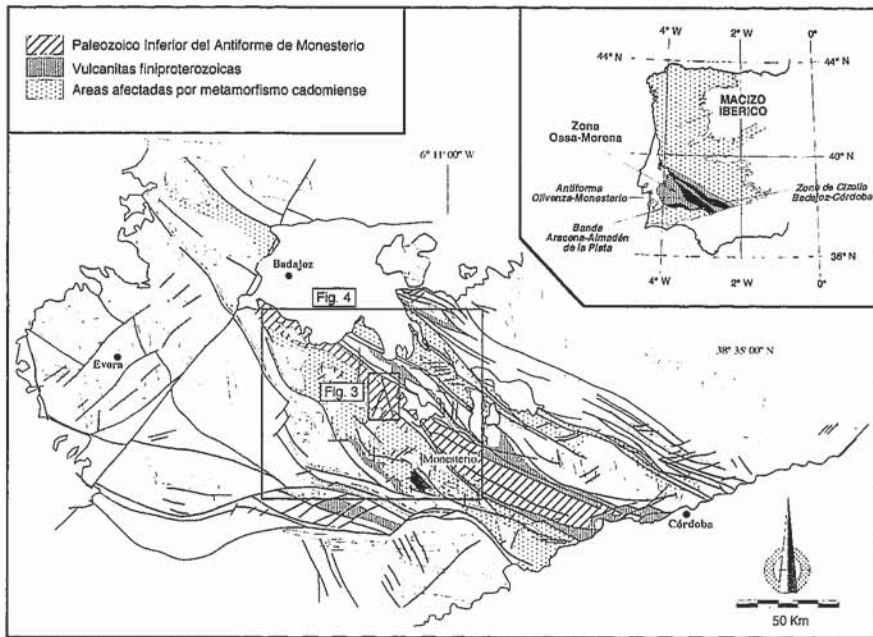 Paleozoico Inferior del Antiforme de Monesterio
Vulcanitas finiproterozoicas
Areas afectadas por metamorfismo cadomiense
4° W
2° W
0°
44° N
44° N
MACIZO
IBERICO
Zona
Ossa-Morena
40° N
Antiforma
Olivenza-Monesterio
Zona de Cizalla
Badajoz-Córdoba
Banda
Aracena-Almadén
de la Plata
36° N
4° W
2° W
0°
6° 11' 00" W
Badajoz
Fig. 4
Evora
38° 35' 00" N
Fig. 3
Monesterio
Córdoba
50 Km